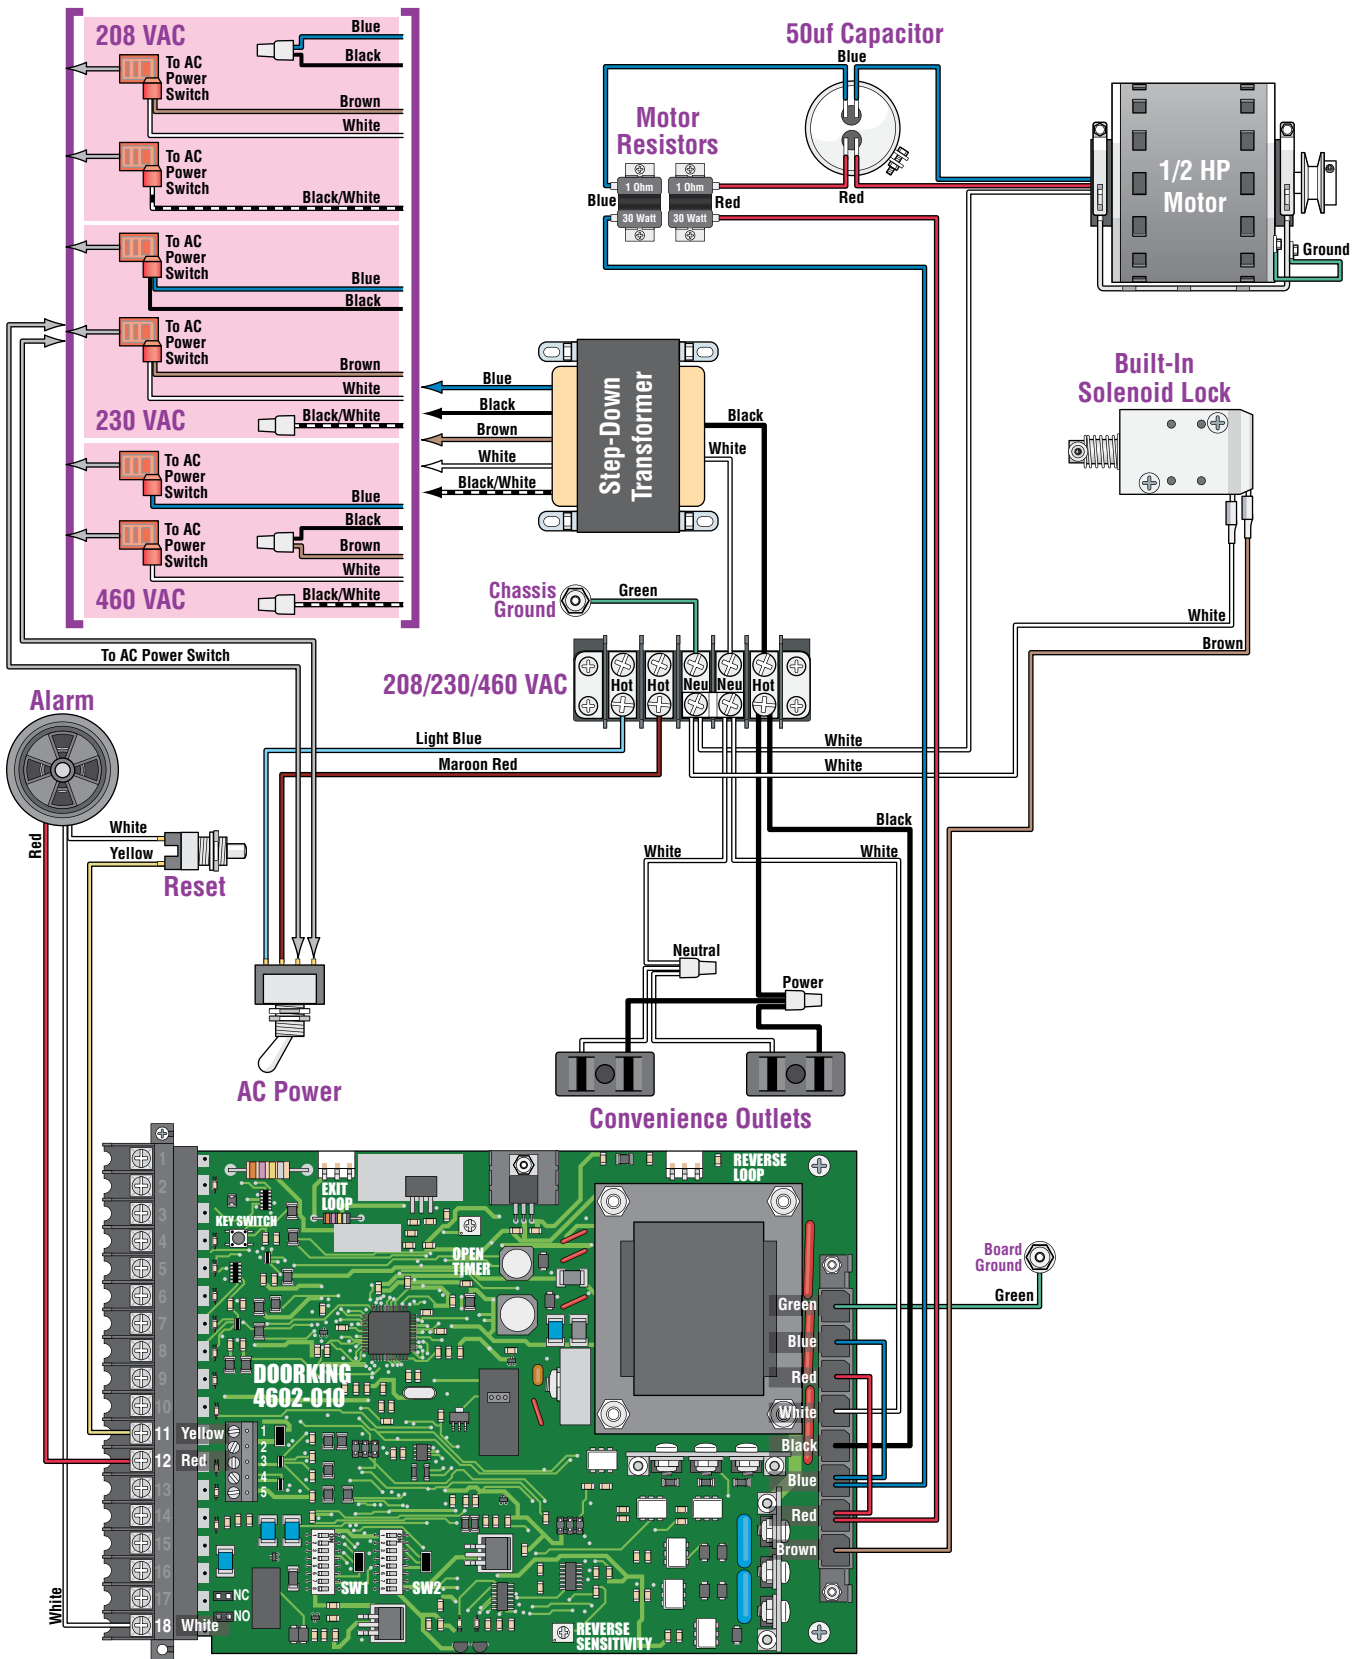 208 VAC
Blue
Black
To AC
Power
Switch
Brown
White
To AC
Power
Switch
Black/White
To AC
Power
Switch
Blue
Black
To AC
Power
Switch
Brown
White
230 VAC
Black/White
To AC
Power
Switch
Blue
To AC
Power
Switch
Black
Brown
White
460 VAC
Black/White
50uf Capacitor
Blue
Motor
Resistors
1 Ohm
1 Ohm
Blue
Red
30 Watt
30 Watt
Red
1/2 HP
Motor
Ground
Blue
Black
Brown
White
Black/White
Step-Down
Transformer
Black
White
Built-In
Solenoid Lock
White
Brown
Chassis
Ground
Green
To AC Power Switch
208/230/460 VAC
Hot
Hot
Neu
Neu
Hot
Light Blue
Maroon Red
White
White
Black
Alarm
Red
White
Yellow
Reset
White
White
Neutral
Power
AC Power
Convenience Outlets
1
2
3
4
5
6
7
8
9
10
11 Yellow
12 Red
13
14
15
16
17
18 White
White
EXIT
LOOP
REVERSE
LOOP
KEY SWITCH
OPEN
TIMER
DOORKING
4602-010
1
2
3
4
5
SW1
SW2
NC
NO
REVERSE
SENSITIVITY
Green
Blue
Red
White
Black
Blue
Red
Brown
Board
Ground
Green